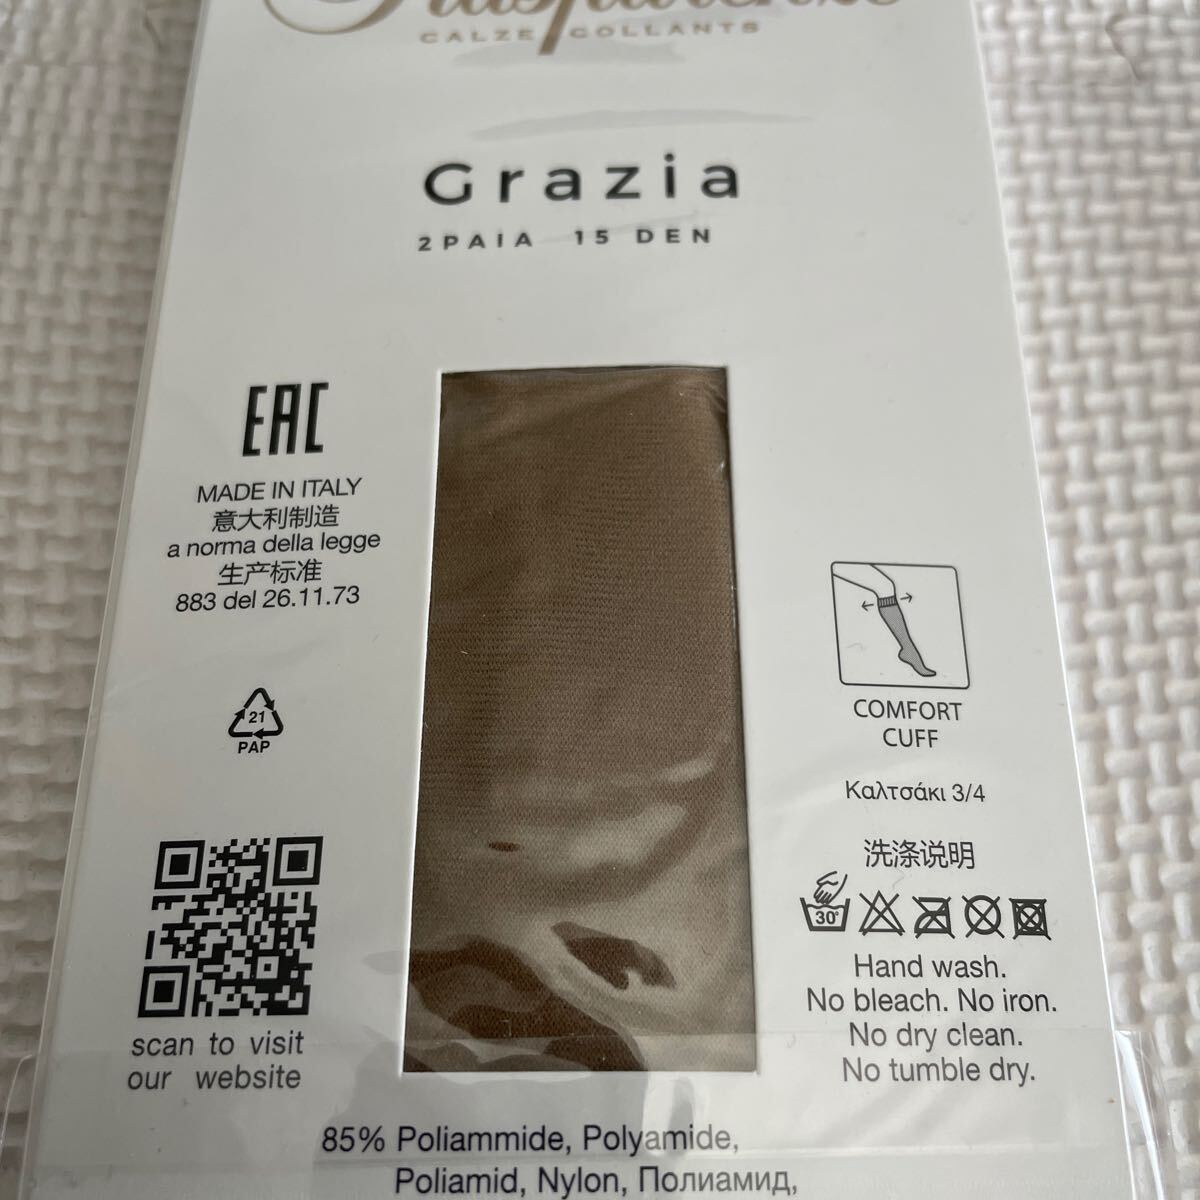 Trasparenze
CALZE COLLANTS
Grazia
2 PAIA 15 DEN
EAC
MADE IN ITALY
意大利制造
a norma della legge
生产标准
883 del 26.11.73
21
PAP
scan to visit
our website
COMFORT
CUFF
Καλτσάκι 3/4
洗涤说明
30°
Hand wash.
No bleach. No iron.
No dry clean.
No tumble dry.
85% Poliammide, Polyamide,
Poliamid, Nylon, Полиамид,